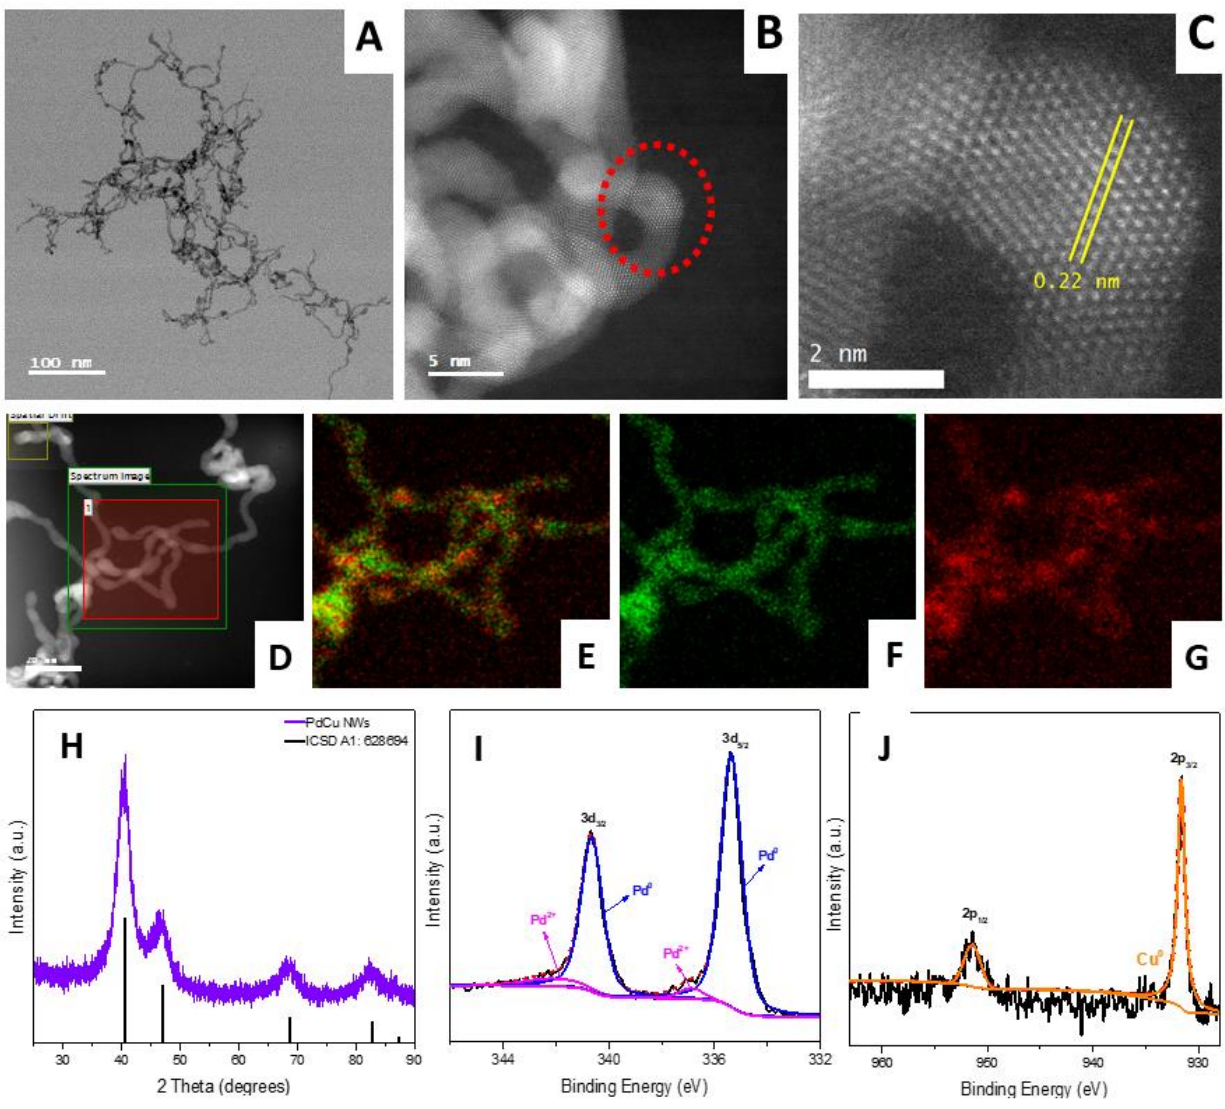 A
B
C
100 nm
5 nm
2 nm
0.22 nm
Spatial Drift
Spectrum Image
1
D
E
F
G
H
PdCu NWs
ICSD A1: 628694
Intensity (a.u.)
30 40 50 60 70 80 90
2 Theta (degrees)
I
3d3/2
3d5/2
Pd0
Pd0
Pd2+
Pd2+
Intensity (a.u.)
344 340 336 332
Binding Energy (eV)
J
2p1/2
2p3/2
Cu0
Intensity (a.u.)
960 950 940 930
Binding Energy (eV)